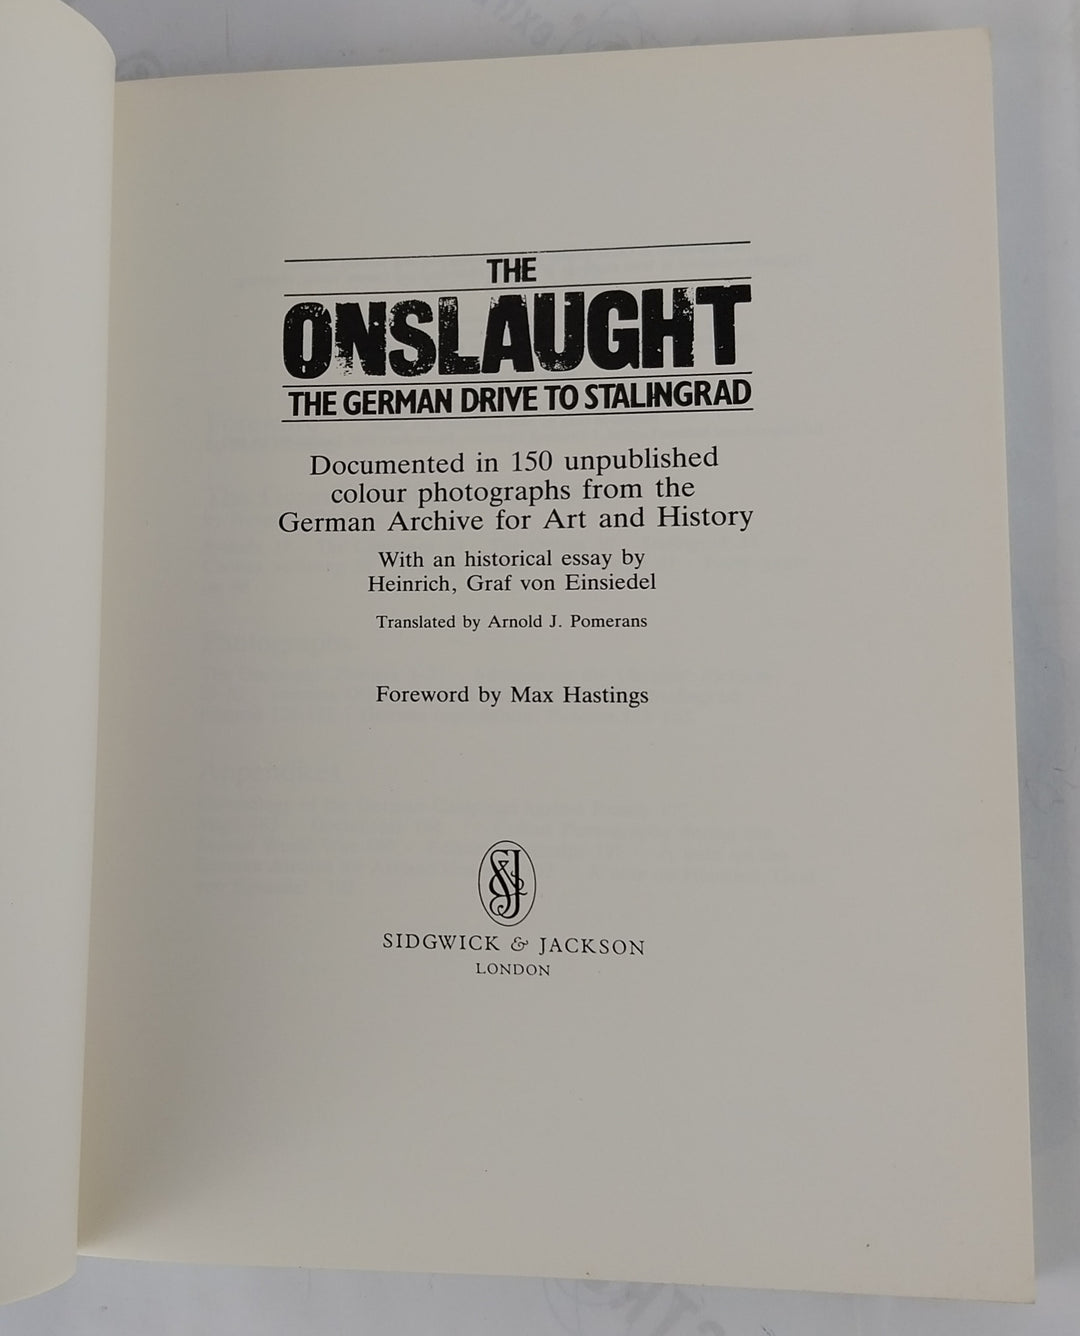 THE
ONSLAUGHT
THE GERMAN DRIVE TO STALINGRAD
Documented in 150 unpublished
colour photographs from the
German Archive for Art and History
With an historical essay by
Heinrich, Graf von Einsiedel
Translated by Arnold J. Pomerans
Foreword by Max Hastings
S&J
SIDGWICK & JACKSON
LONDON